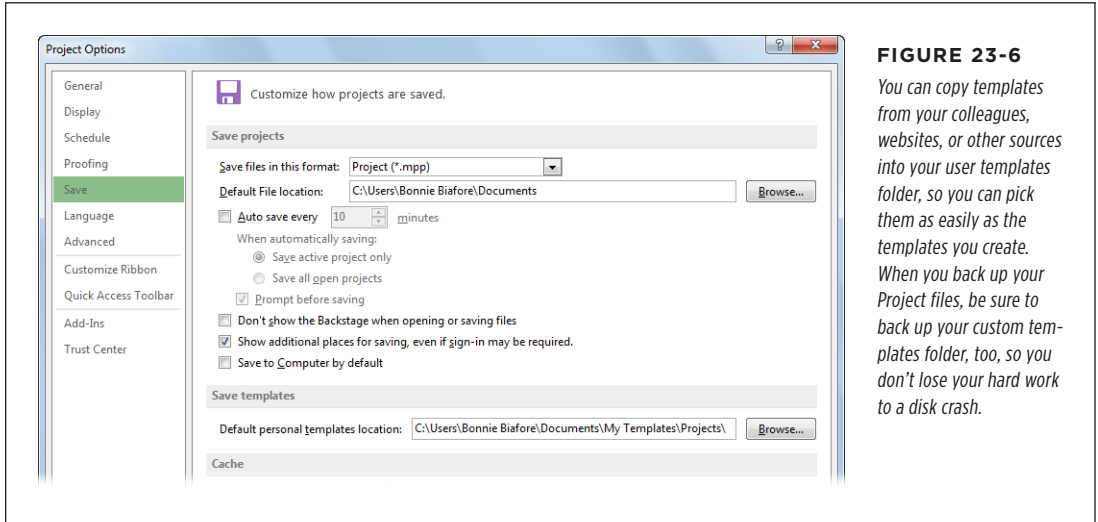 Project Options
?
x
General
Display
Schedule
Proofing
Save
Language
Advanced
Customize Ribbon
Quick Access Toolbar
Add-Ins
Trust Center
Customize how projects are saved.
Save projects
Save files in this format: Project (*.mpp)
Default File location: C:\Users\Bonnie Biafore\Documents Browse...
Auto save every 10 minutes
When automatically saving:
Save active project only
Save all open projects
Prompt before saving
Don't show the Backstage when opening or saving files
Show additional places for saving, even if sign-in may be required.
Save to Computer by default
Save templates
Default personal templates location: C:\Users\Bonnie Biafore\Documents\My Templates\Projects\ Browse...
Cache
FIGURE 23-6
You can copy templates
from your colleagues,
websites, or other sources
into your user templates
folder, so you can pick
them as easily as the
templates you create.
When you back up your
Project files, be sure to
back up your custom tem-
plates folder, too, so you
don't lose your hard work
to a disk crash.